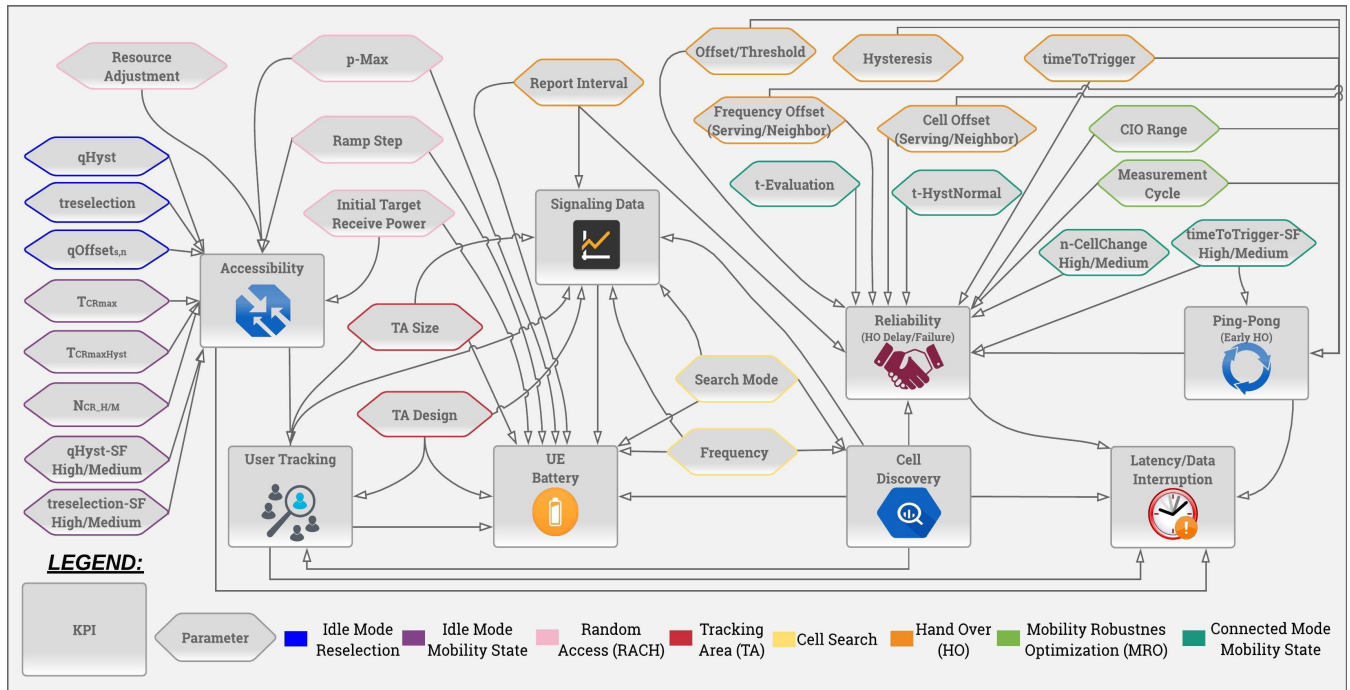 Resource
Adjustment
p-Max
Report Interval
Offset/Threshold
Hysteresis
timeToTrigger
Frequency Offset
(Serving/Neighbor)
Cell Offset
(Serving/Neighbor)
CIO Range
qHyst
Ramp Step
t-Evaluation
t-HystNormal
Measurement
Cycle
treselection
Initial Target
Receive Power
Signaling Data
n-CellChange
High/Medium
timeToTrigger-SF
High/Medium
qOffsets,n
Accessibility
TCRmax
TA Size
Reliability
(HO Delay/Failure)
Ping-Pong
(Early HO)
TCRmaxHyst
Search Mode
NCR_H/M
TA Design
qHyst-SF
High/Medium
User Tracking
UE
Battery
Frequency
Cell
Discovery
Latency/Data
Interruption
treselection-SF
High/Medium
LEGEND:
KPI
Parameter
Idle Mode
Reselection
Idle Mode
Mobility State
Random
Access (RACH)
Tracking
Area (TA)
Cell Search
Hand Over
(HO)
Mobility Robustnes
Optimization (MRO)
Connected Mode
Mobility State